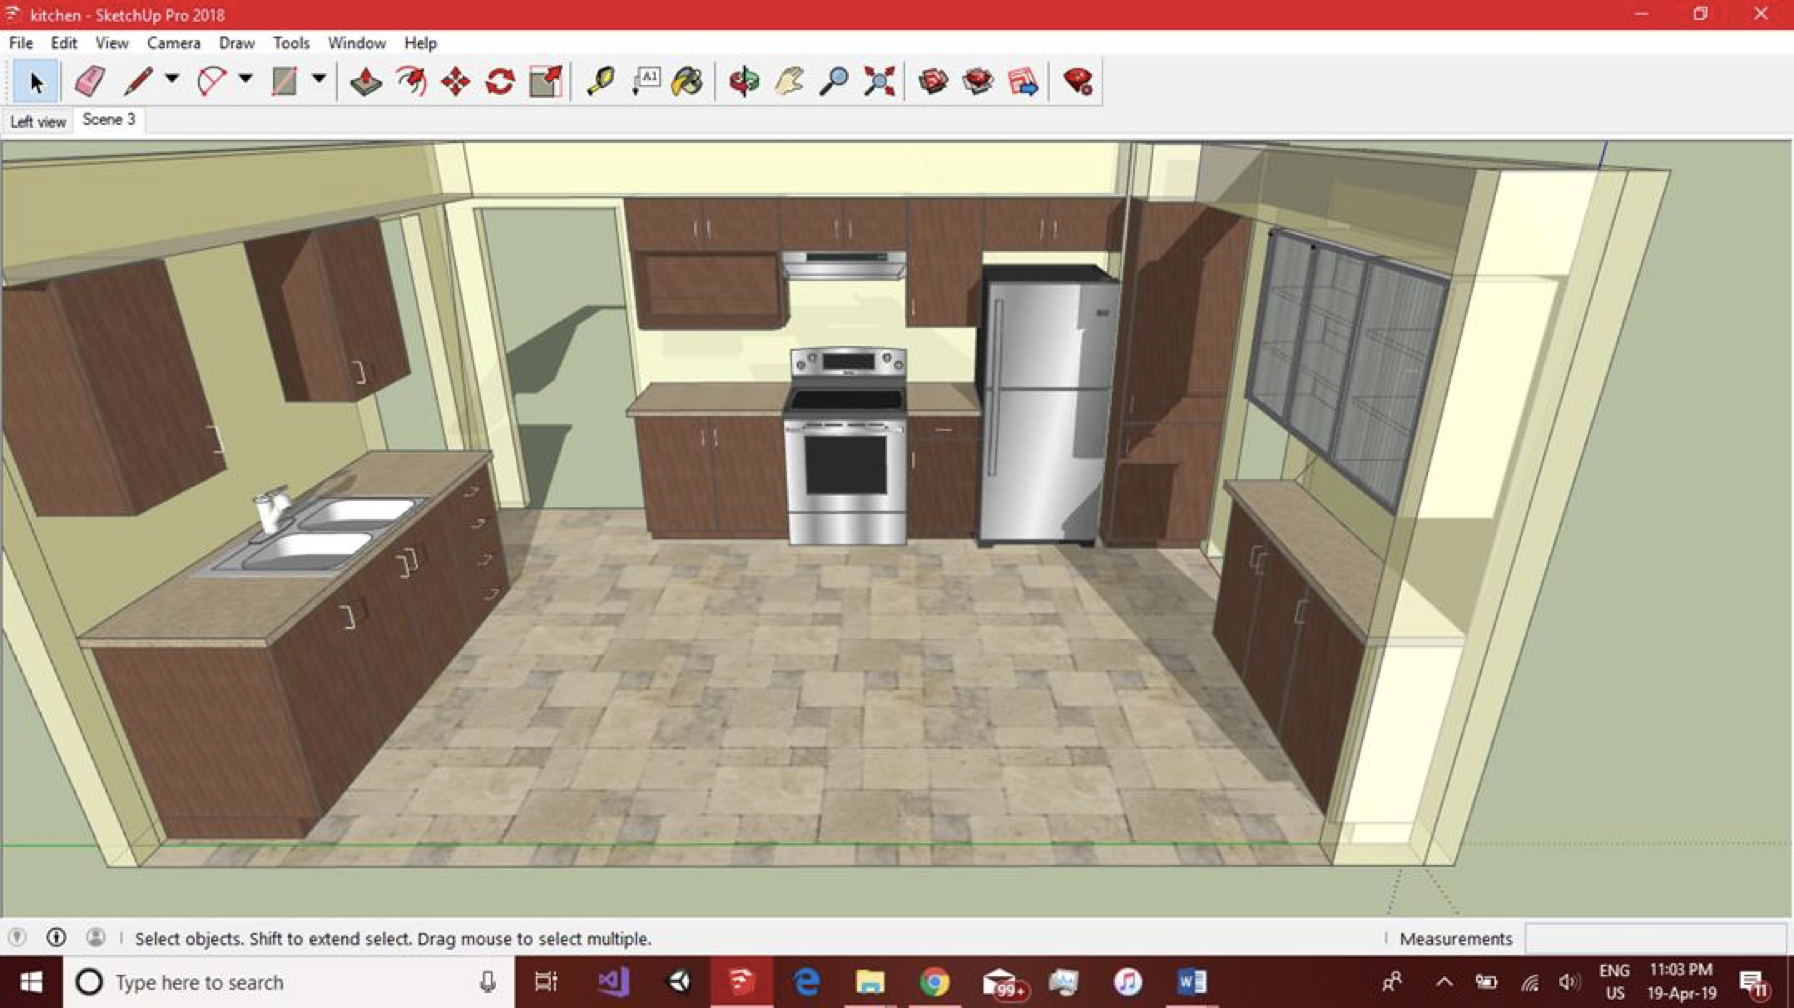 kitchen - SketchUp Pro 2018
File Edit View Camera Draw Tools Window Help
A1
Left view Scene 3
Select objects. Shift to extend select. Drag mouse to select multiple.
Measurements
Type here to search
99+
ENG
US
11:03 PM
19-Apr-19
11